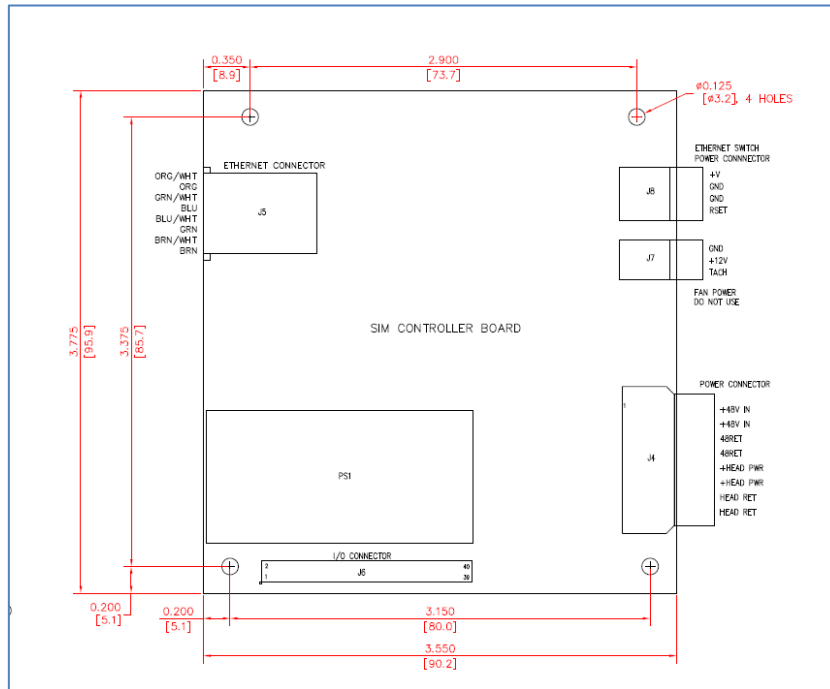 0.350
[8.9]
2.900
[73.7]
ø0.125
[ø3.2], 4 HOLES
ETHERNET SWITCH
POWER CONNNECTOR
ETHERNET CONNECTOR
ORG/WHT
ORG
GRN/WHT
BLU
BLU/WHT
GRN
BRN/WHT
BRN
J5
J8
+V
GND
GND
RSET
J7
GND
+12V
TACH
FAN POWER
DO NOT USE
3.775
[95.9]
3.375
[85.7]
SIM CONTROLLER BOARD
POWER CONNECTOR
1
J4
+48V IN
+48V IN
48RET
48RET
+HEAD PWR
+HEAD PWR
HEAD RET
HEAD RET
PS1
I/O CONNECTOR
2
40
1
J6
39
0.200
[5.1]
0.200
[5.1]
3.150
[80.0]
3.550
[90.2]
)